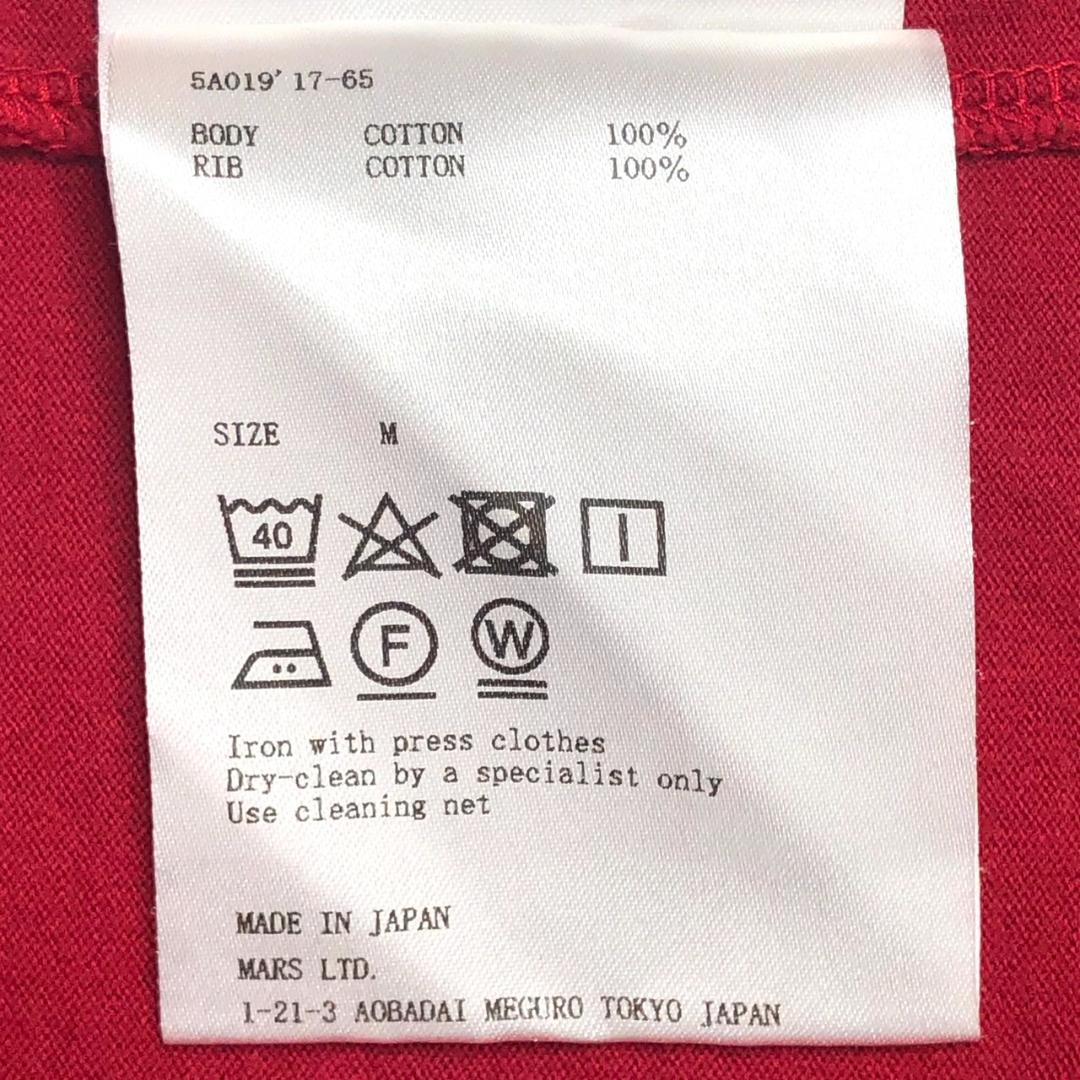 5A019' 17-65
BODY COTTON 100%
RIB COTTON 100%
SIZE M
40
F W
Iron with press clothes
Dry-clean by a specialist only
Use cleaning net
MADE IN JAPAN
MARS LTD.
1-21-3 AOBADAI MEGURO TOKYO JAPAN